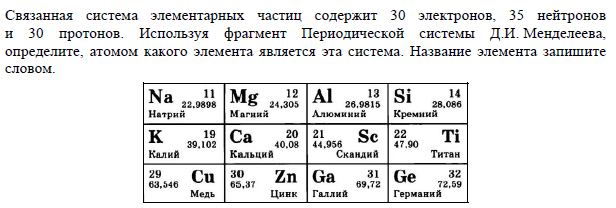 Связанная система элементарных частиц содержит 30 электронов, 35 нейтронов
и 30 протонов. Используя фрагмент Периодической системы Д.И. Менделеева,
определите, атомом какого элемента является эта система. Название элемента запишите
словом.
Na 11 Mg 12 Al 13 Si 14
22,9898 24,305 26,9815 28,086
Натрий Магний Алюминий Кремний
K 19 Ca 20 21 Sc 22 Ti
39,102 40,08 44,956 47,90
Калий Кальций Скандий Титан
29 Cu 30 Zn Ga 31 Ge 32
63,546 65,37 69,72 72,59
Медь Цинк Галлий Германий